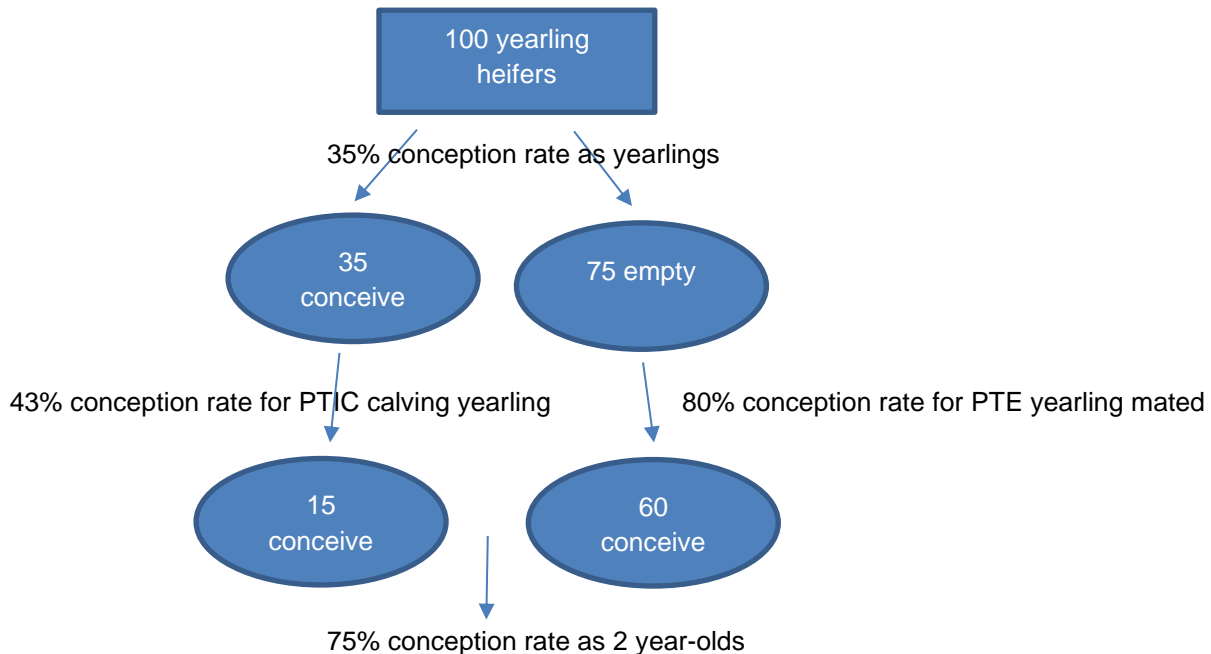 100 yearling
heifers
35% conception rate as yearlings
35
conceive
75 empty
43% conception rate for PTIC calving yearling
80% conception rate for PTE yearling mated
15
conceive
60
conceive
75% conception rate as 2 year-olds